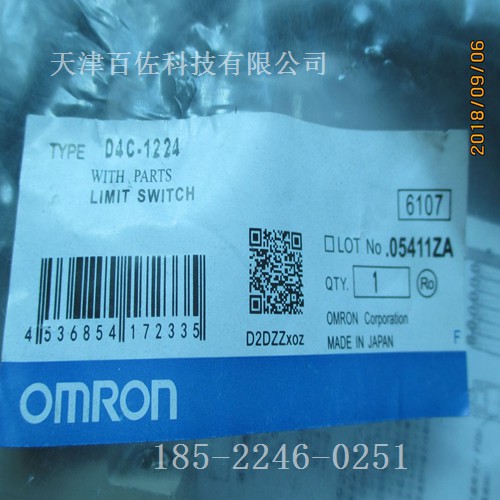 天津百佐科技有限公司
2018/09/06
TYPE D4C-1224
WITH PARTS
LIMIT SWITCH
6107
LOT No .05411ZA
QTY. 1 Ro
4 536854 172335
D2DZZxoz
OMRON Corporation
MADE IN JAPAN F
OMRON
185-2246-0251